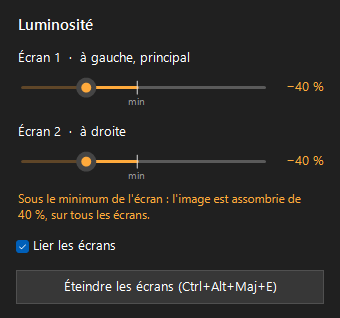 Luminosité
Écran 1 · à gauche, principal
−40 %
min
Écran 2 · à droite
−40 %
min
Sous le minimum de l'écran : l'image est assombrie de
40 %, sur tous les écrans.
Lier les écrans
Éteindre les écrans (Ctrl+Alt+Maj+E)